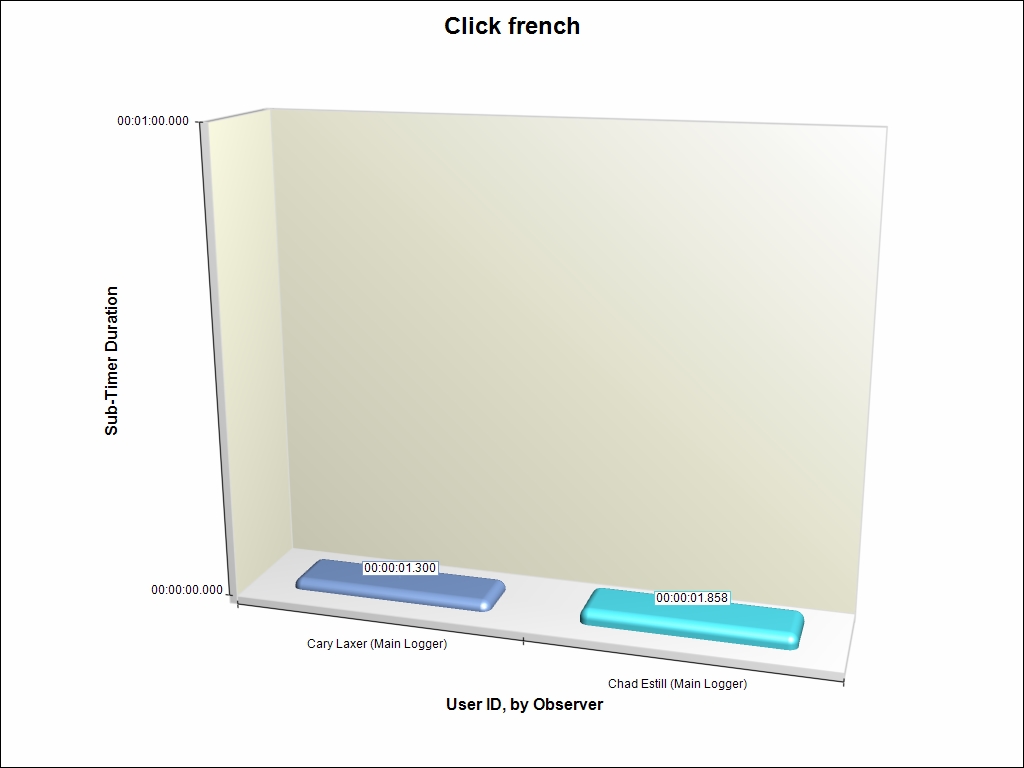 Click french
00:01:00.000
Sub-Timer Duration
00:00:01.300
00:00:00.000
00:00:01.858
Cary Laxer (Main Logger)
Chad Estill (Main Logger)
User ID, by Observer